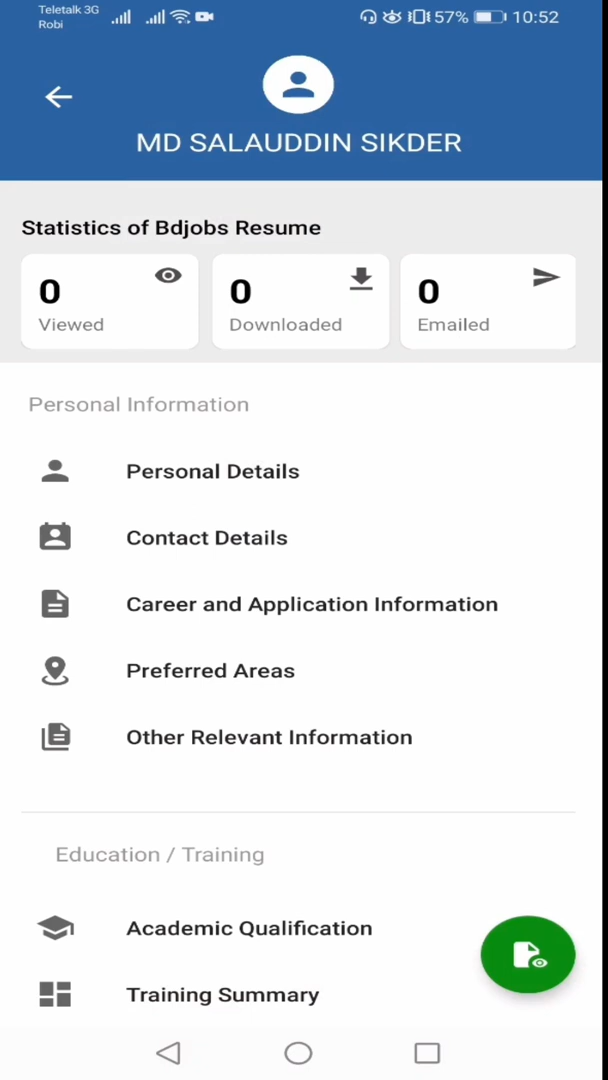 Teletalk 3G
Robi
57% 10:52
MD SALAUDDIN SIKDER
Statistics of Bdjobs Resume
0 0 0
Viewed Downloaded Emailed
Personal Information
Personal Details
Contact Details
Career and Application Information
Preferred Areas
Other Relevant Information
Education / Training
Academic Qualification
Training Summary